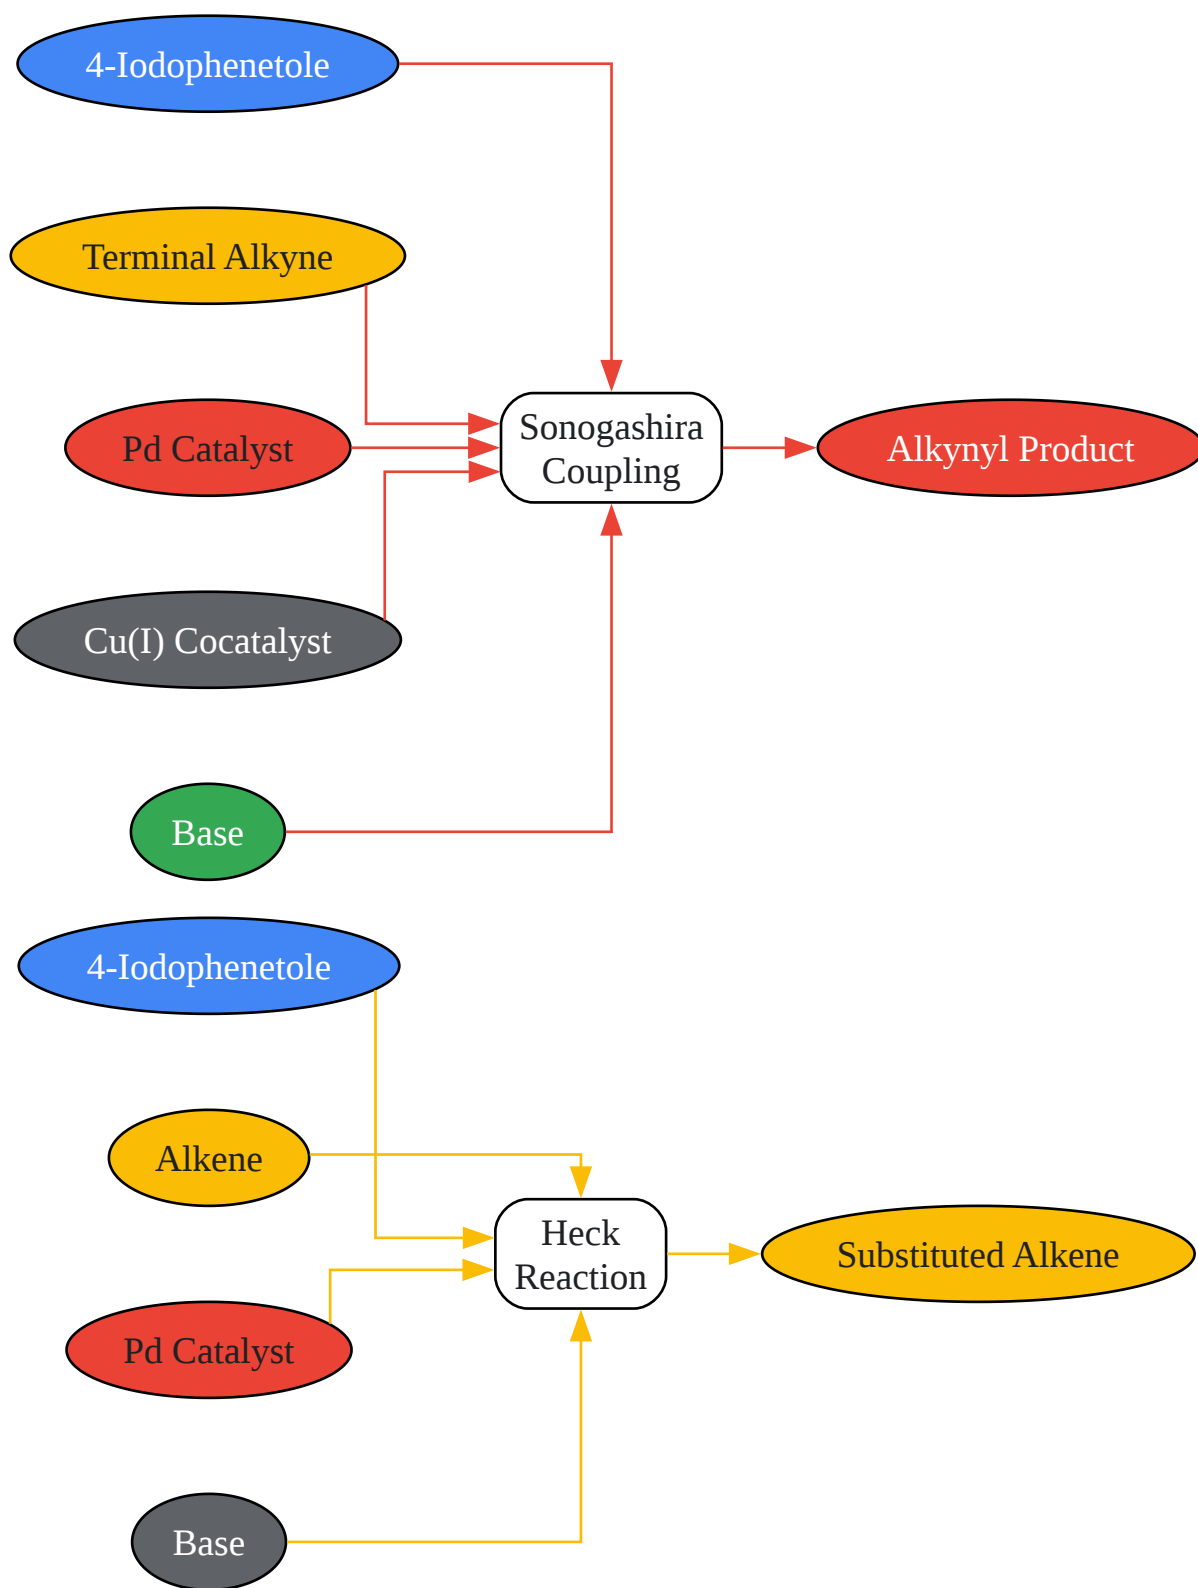 4-Iodophenetole
Terminal Alkyne
Pd Catalyst
Sonogashira
Coupling
Alkynyl Product
Cu(I) Cocatalyst
Base
4-Iodophenetole
Alkene
Heck
Reaction
Substituted Alkene
Pd Catalyst
Base